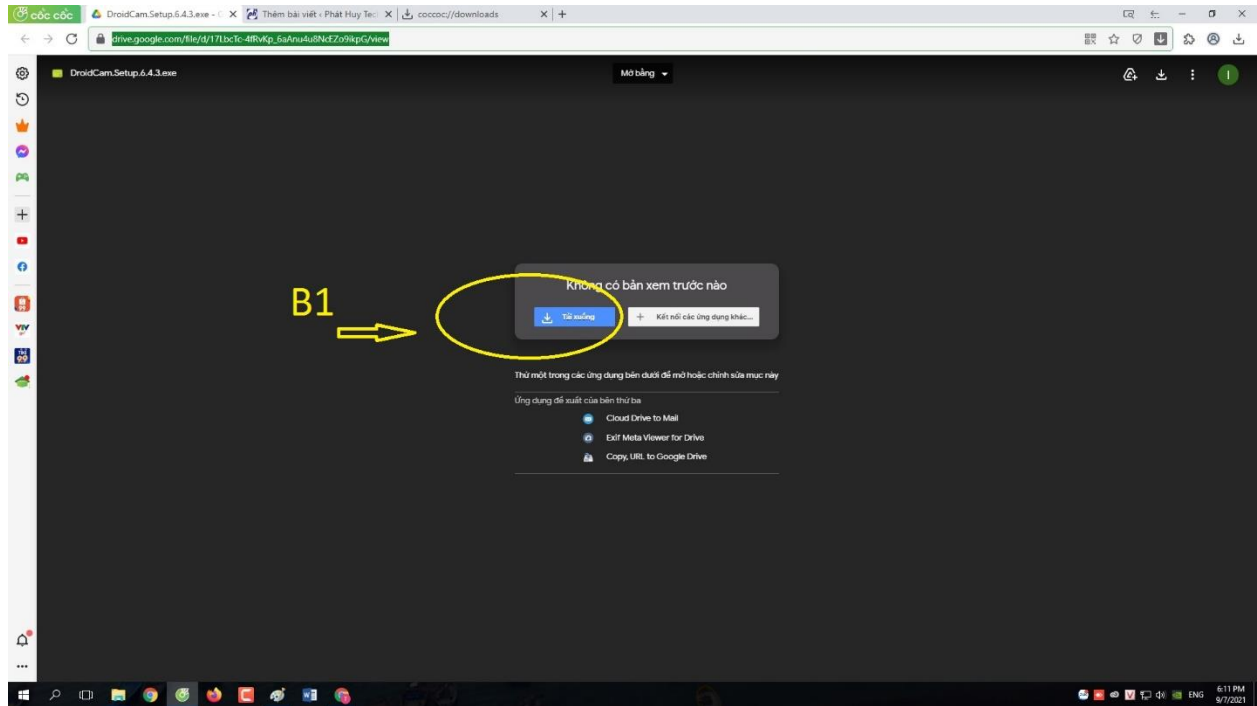 cốc cốc
DroidCam.Setup.6.4.3.exe - G
Thêm bài viết ‹ Phát Huy Tec
coccoc://downloads
drive.google.com/file/d/17LbcTc-4fRvKp_6aAnu4u8NcEZo9ikpG/view
DroidCam.Setup.6.4.3.exe
Mở bằng
I
B1
Không có bản xem trước nào
Tải xuống
+ Kết nối các ứng dụng khác...
Thử một trong các ứng dụng bên dưới để mở hoặc chỉnh sửa mục này
Ứng dụng đề xuất của bên thứ ba
Cloud Drive to Mail
Exif Meta Viewer for Drive
Copy, URL to Google Drive
ENG
6:11 PM
9/7/2021